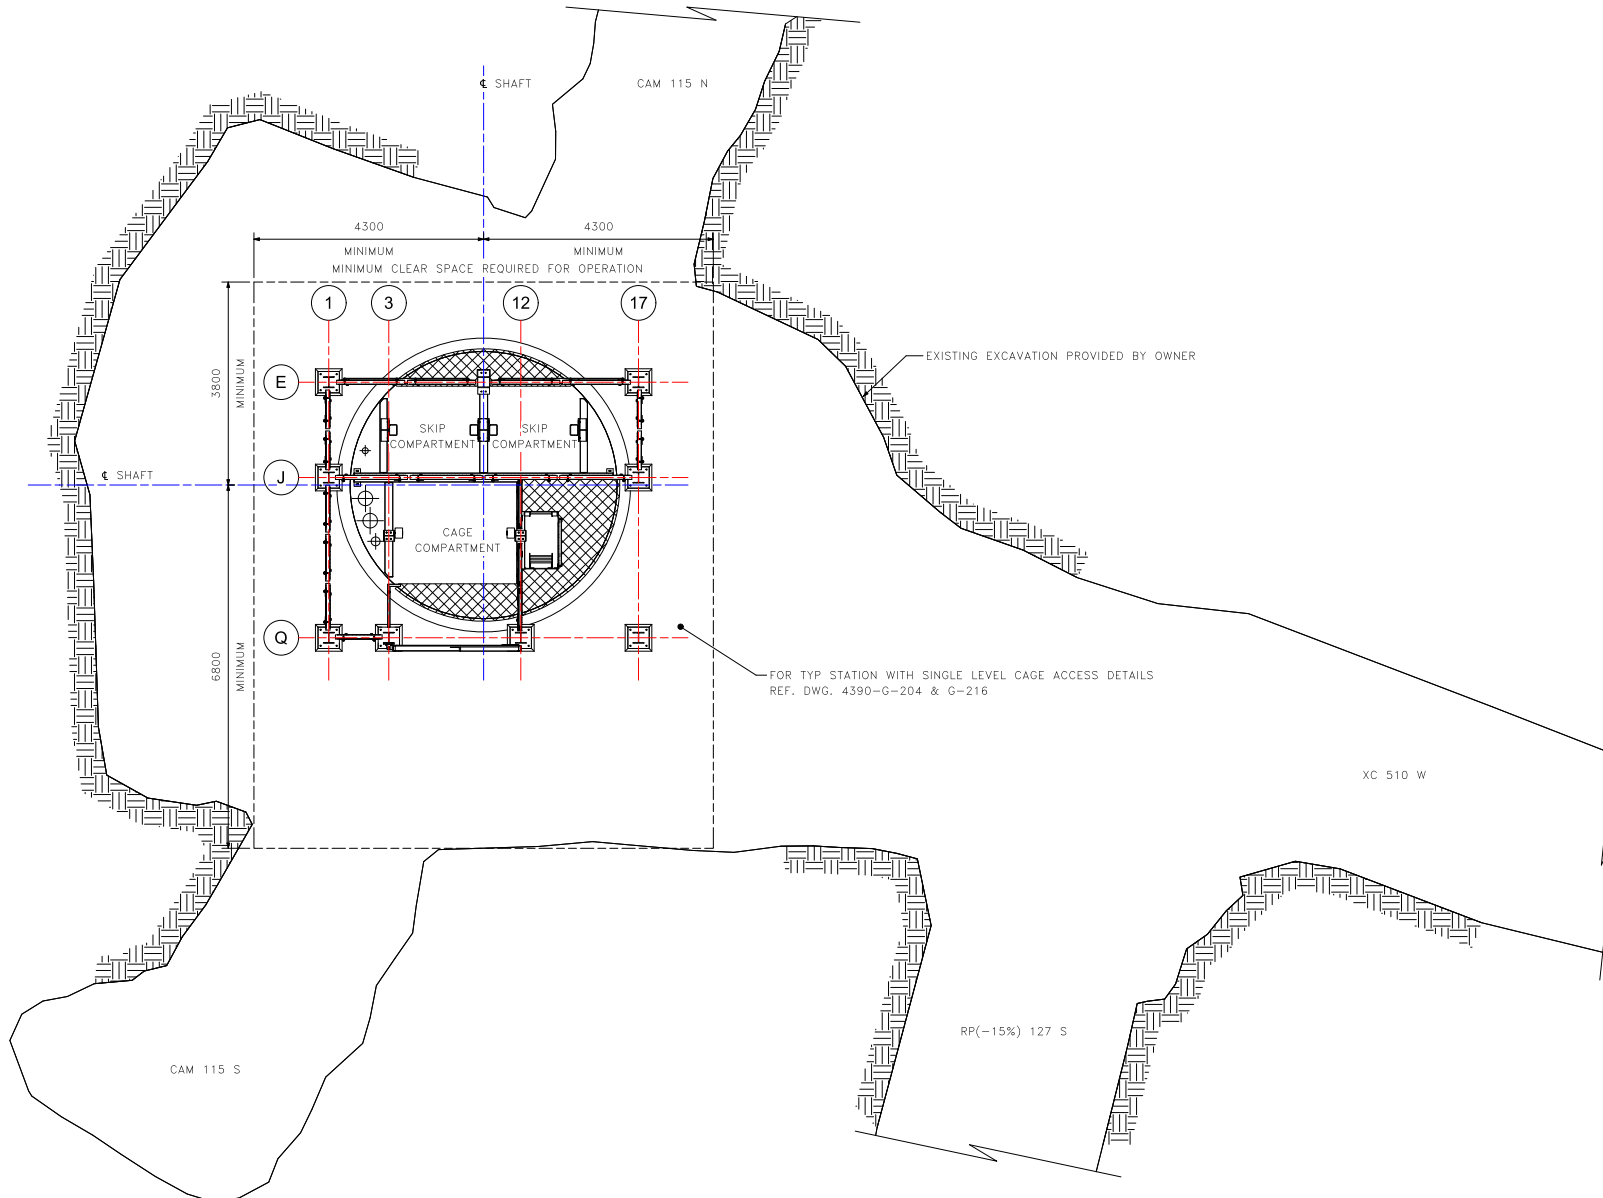 ℄ SHAFT
CAM 115 N
4300
4300
MINIMUM
MINIMUM
MINIMUM CLEAR SPACE REQUIRED FOR OPERATION
1
3
12
17
EXISTING EXCAVATION PROVIDED BY OWNER
3800
MINIMUM
E
SKIP
COMPARTMENT
SKIP
COMPARTMENT
℄ SHAFT
J
CAGE
COMPARTMENT
Q
6800
MINIMUM
FOR TYP STATION WITH SINGLE LEVEL CAGE ACCESS DETAILS
REF. DWG. 4390-G-204 & G-216
XC 510 W
RP(-15%) 127 S
CAM 115 S